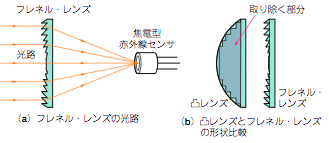 フレネル・レンズ
焦電型
赤外線センサ
光路
(a) フレネル・レンズの光路
取り除く部分
凸レンズ
フレネル・
レンズ
(b) 凸レンズとフレネル・レンズ
の形状比較